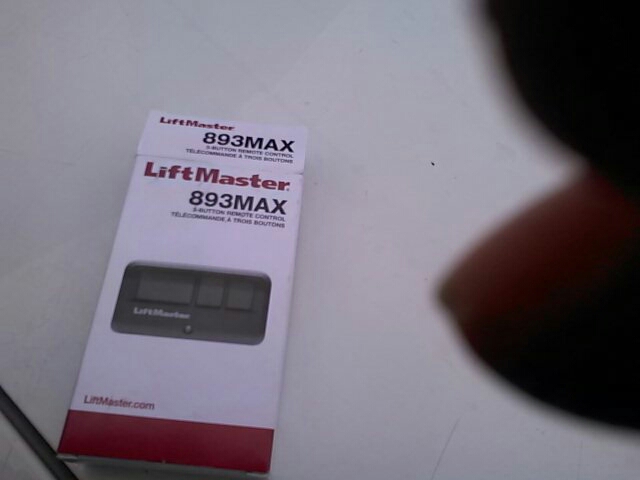 LiftMaster
893MAX
3-BUTTON REMOTE CONTROL
TÉLÉCOMMANDE À TROIS BOUTONS
LiftMaster
893MAX
3-BUTTON REMOTE CONTROL
TÉLÉCOMMANDE À TROIS BOUTONS
LiftMaster
LiftMaster.com